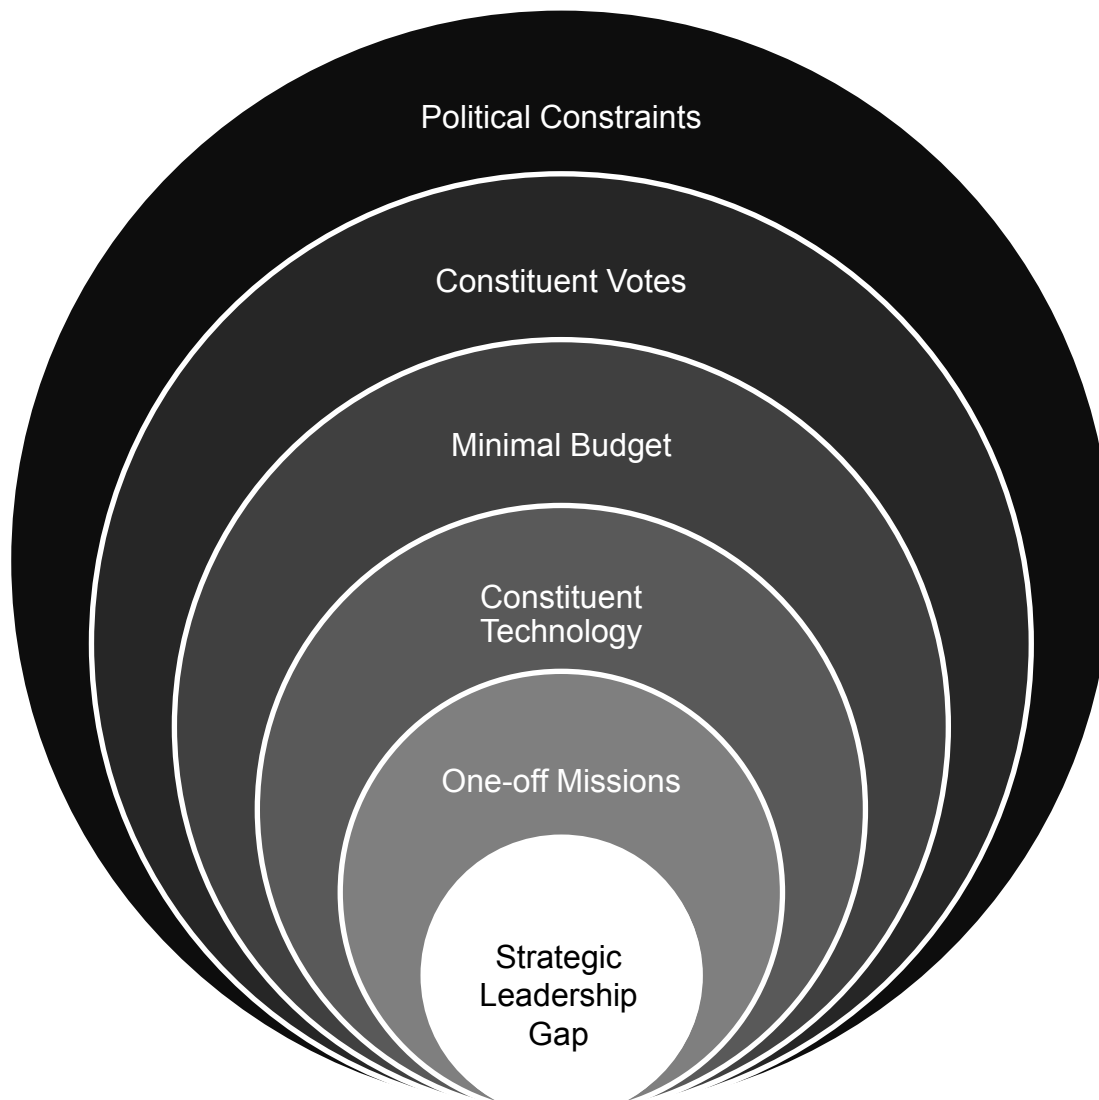 Political Constraints
Constituent Votes
Minimal Budget
Constituent
Technology
One-off Missions
Strategic
Leadership
Gap